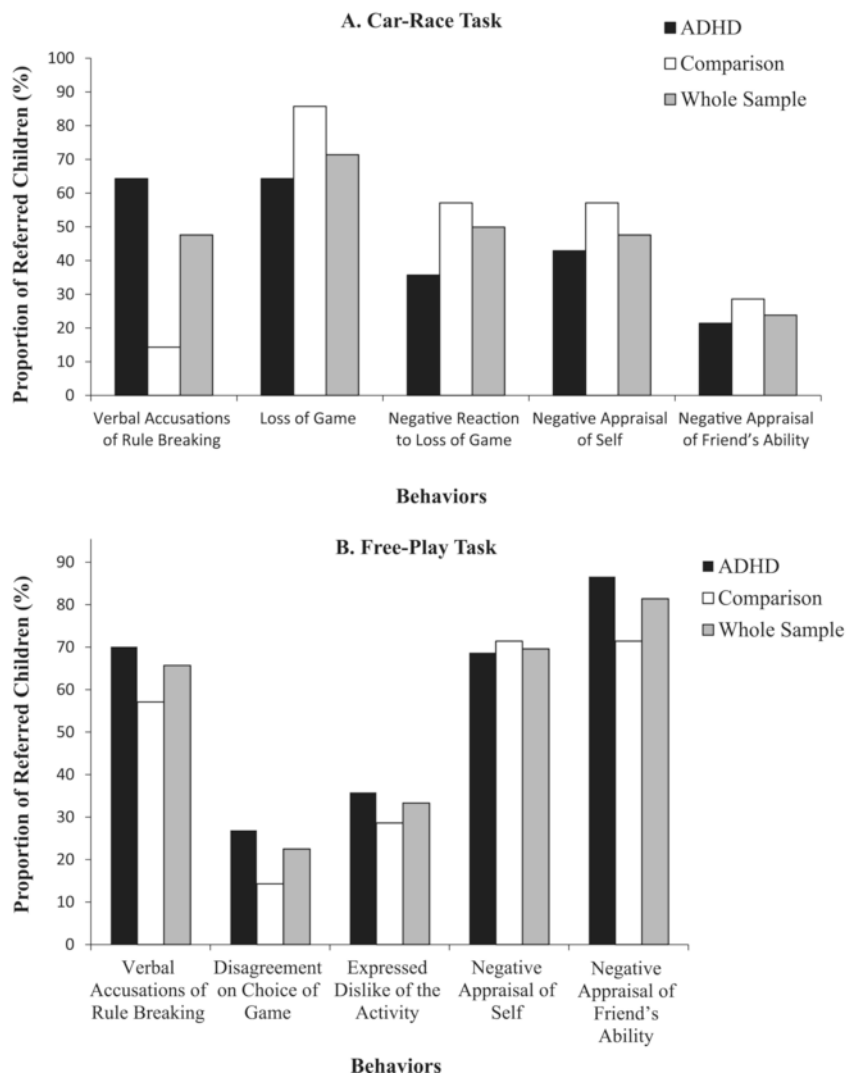 A. Car-Race Task
Proportion of Referred Children (%)
100
90
80
70
60
50
40
30
20
10
0
ADHD
Comparison
Whole Sample
Verbal Accusations
of Rule Breaking
Loss of Game
Negative Reaction
to Loss of Game
Negative Appraisal
of Self
Negative Appraisal
of Friend's Ability
Behaviors
B. Free-Play Task
Proportion of Referred Children (%)
90
80
70
60
50
40
30
20
10
0
ADHD
Comparison
Whole Sample
Verbal
Accusations of
Rule Breaking
Disagreement
on Choice of
Game
Expressed
Dislike of the
Activity
Negative
Appraisal of
Self
Negative
Appraisal of
Friend's
Ability
Behaviors